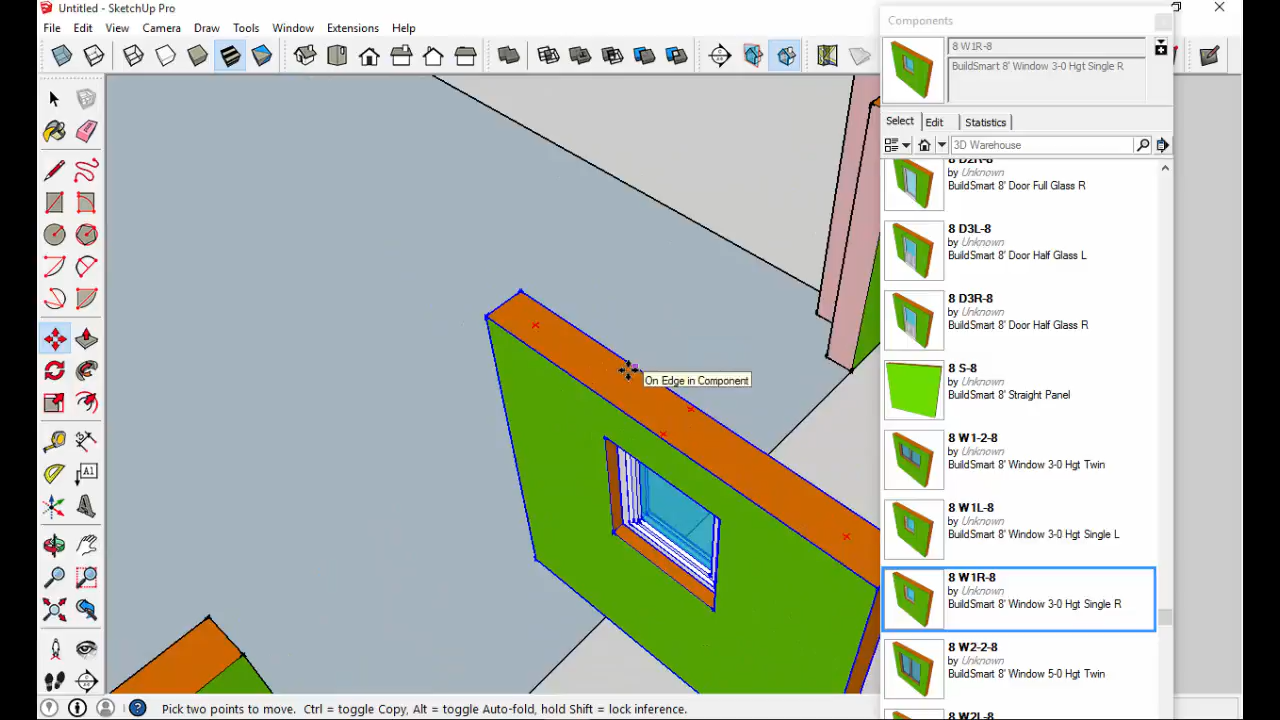 Untitled - SketchUp Pro
Components
File Edit View Camera Draw Tools Window Extensions Help
8 W1R-8
BuildSmart 8' Window 3-0 Hgt Single R
Select Edit Statistics
3D Warehouse
8 D2R-8
by Unknown
BuildSmart 8' Door Full Glass R
8 D3L-8
by Unknown
BuildSmart 8' Door Half Glass L
8 D3R-8
by Unknown
BuildSmart 8' Door Half Glass R
On Edge in Component
8 S-8
by Unknown
BuildSmart 8' Straight Panel
8 W1-2-8
by Unknown
BuildSmart 8' Window 3-0 Hgt Twin
A1
8 W1L-8
by Unknown
BuildSmart 8' Window 3-0 Hgt Single L
8 W1R-8
by Unknown
BuildSmart 8' Window 3-0 Hgt Single R
8 W2-2-8
by Unknown
BuildSmart 8' Window 5-0 Hgt Twin
8 W2L-8
Pick two points to move. Ctrl = toggle Copy, Alt = toggle Auto-fold, hold Shift = lock inference.